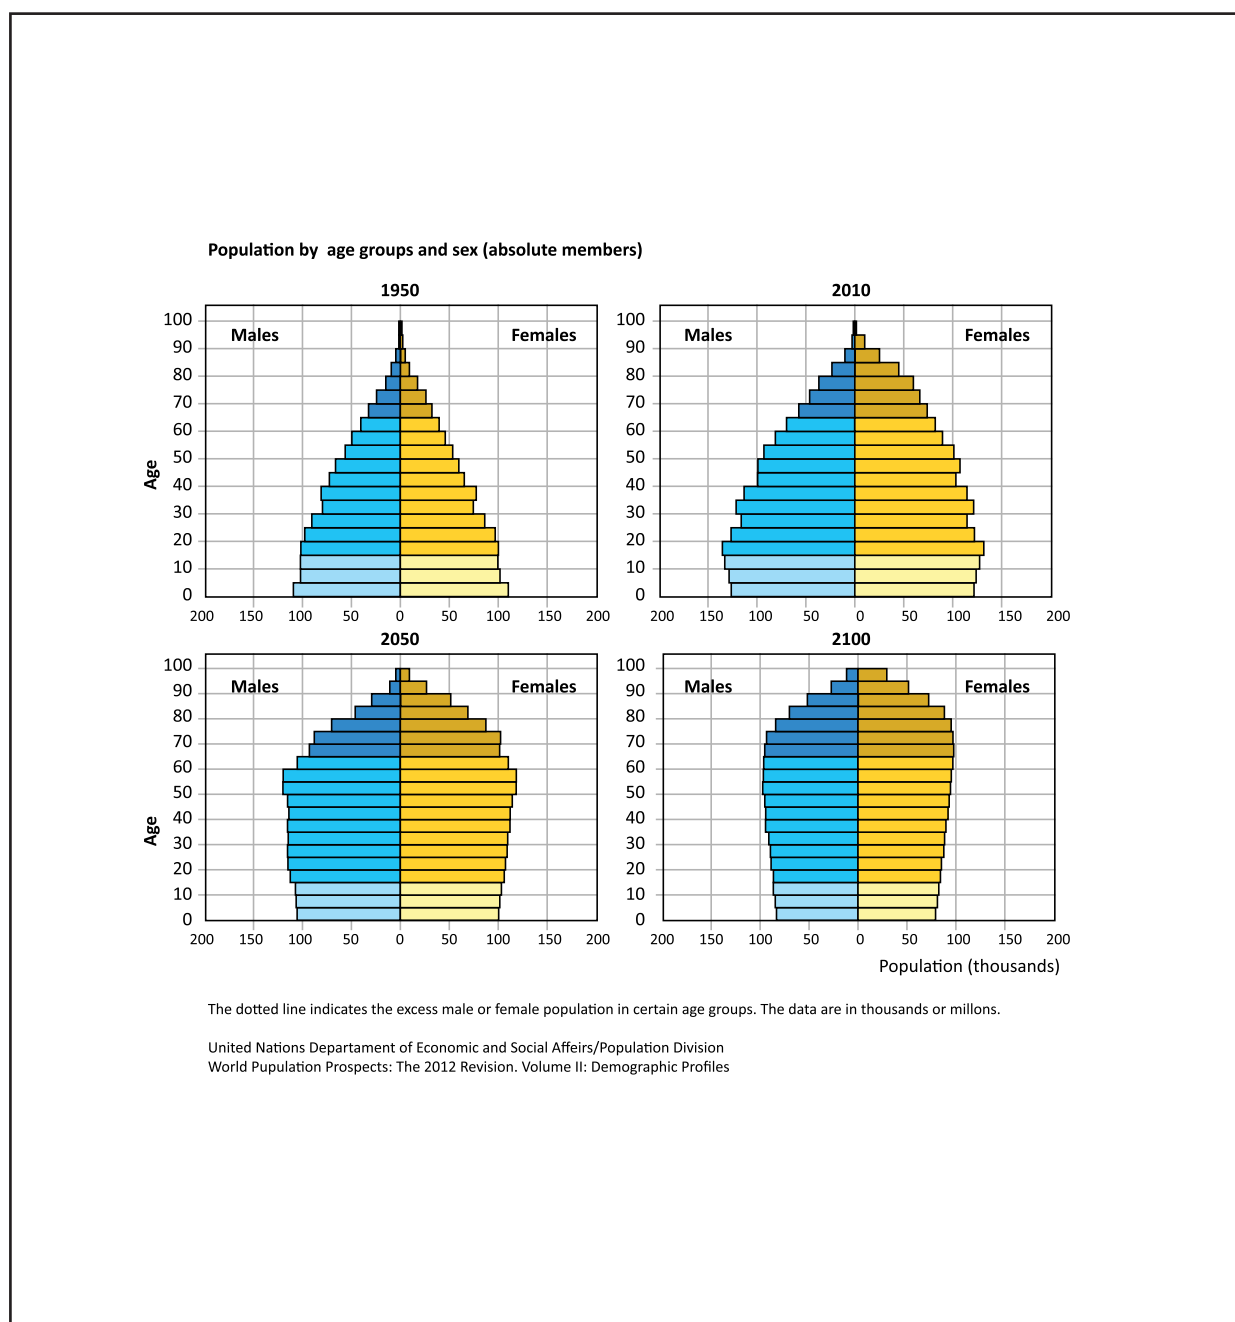 Population by  age groups and sex (absolute members)
1950
2010
100
Males
Females
90
80
70
60
50
40
30
20
10
0
Age
200 150 100 50 0 50 100 150 200
100
Males
Females
90
80
70
60
50
40
30
20
10
0
200 150 100 50 0 50 100 150 200
2050
2100
100
Males
Females
90
80
70
60
50
40
30
20
10
0
Age
200 150 100 50 0 50 100 150 200
100
Males
Females
90
80
70
60
50
40
30
20
10
0
200 150 100 50 0 50 100 150 200
Population (thousands)
The dotted line indicates the excess male or female population in certain age groups. The data are in thousands or millons.
United Nations Departament of Economic and Social Affeirs/Population Division
World Pupulation Prospects: The 2012 Revision. Volume II: Demographic Profiles